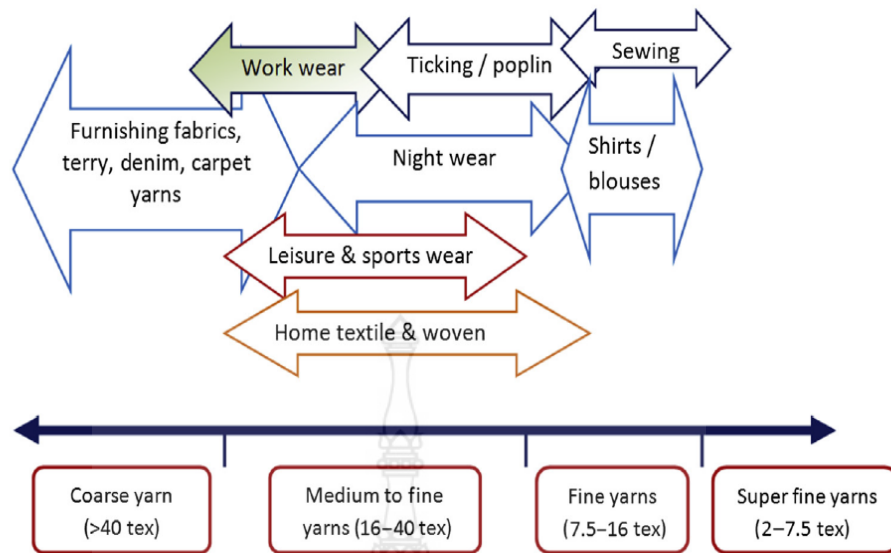 Work wear
Ticking / poplin
Sewing
Furnishing fabrics,
terry, denim, carpet
yarns
Night wear
Shirts /
blouses
Leisure & sports wear
Home textile & woven
Coarse yarn
(>40 tex)
Medium to fine
yarns (16–40 tex)
Fine yarns
(7.5–16 tex)
Super fine yarns
(2–7.5 tex)